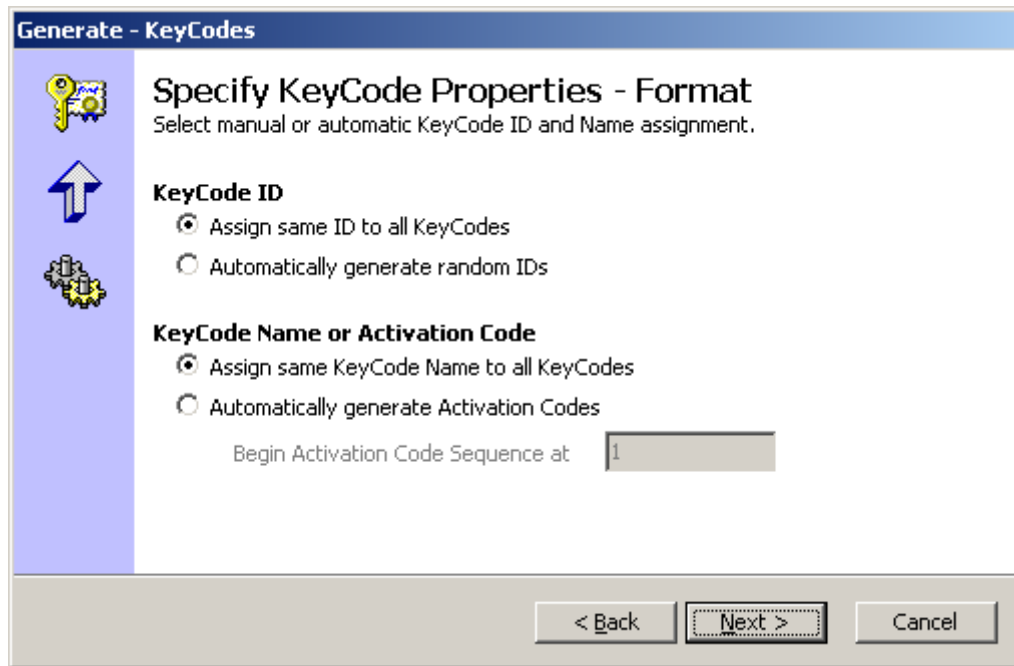 Generate - KeyCodes
Specify KeyCode Properties - Format
Select manual or automatic KeyCode ID and Name assignment.
KeyCode ID
Assign same ID to all KeyCodes
Automatically generate random IDs
KeyCode Name or Activation Code
Assign same KeyCode Name to all KeyCodes
Automatically generate Activation Codes
Begin Activation Code Sequence at 1
< Back Next > Cancel